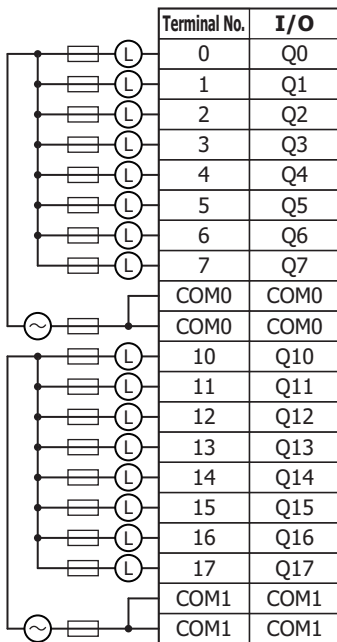 Terminal No. I/O
L 0 Q0
L 1 Q1
L 2 Q2
L 3 Q3
L 4 Q4
L 5 Q5
L 6 Q6
L 7 Q7
COM0 COM0
COM0 COM0
L 10 Q10
L 11 Q11
L 12 Q12
L 13 Q13
L 14 Q14
L 15 Q15
L 16 Q16
L 17 Q17
COM1 COM1
COM1 COM1